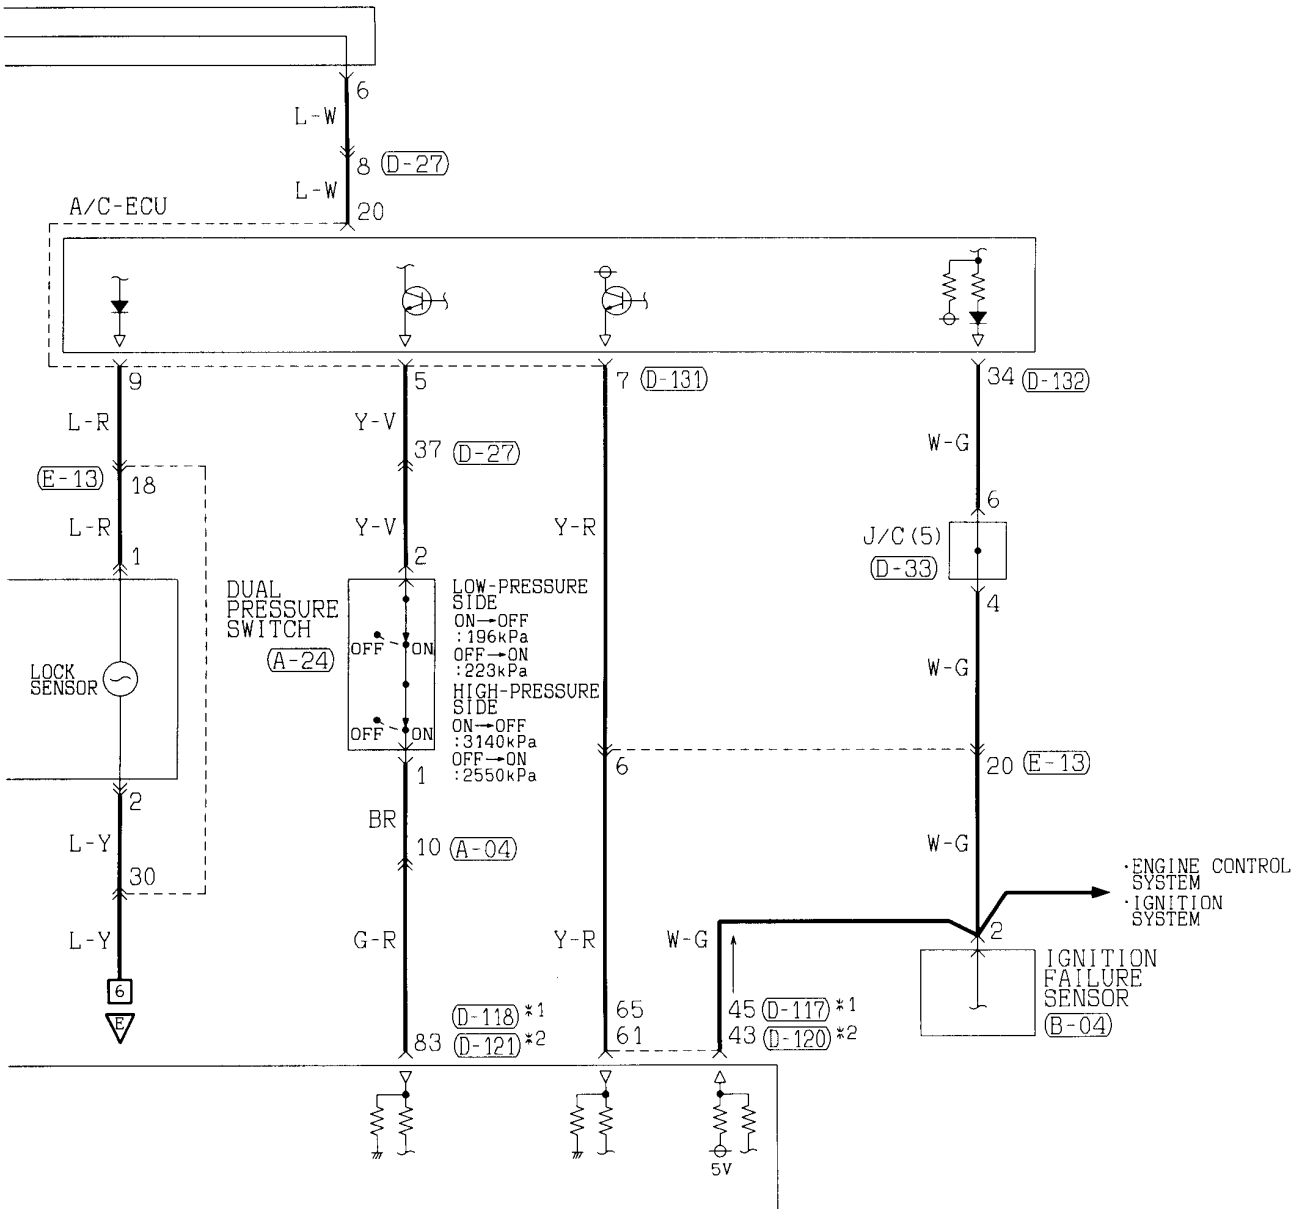 6
L-W
8 (D-27)
L-W
20
A/C-ECU
9
5
7 (D-131)
34 (D-132)
L-R
Y-V
W-G
37 (D-27)
(E-13)
18
6
L-R
Y-V
Y-R
J/C(5)
(D-33)
1
2
4
DUAL
PRESSURE
SWITCH
(A-24)
OFF ON
OFF ON
LOW-PRESSURE
SIDE
ON→OFF
:196kPa
OFF→ON
:223kPa
HIGH-PRESSURE
SIDE
ON→OFF
:3140kPa
OFF→ON
:2550kPa
LOCK
SENSOR
W-G
6
20 (E-13)
2
1
L-Y
BR
W-G
30
10 (A-04)
L-Y
G-R
Y-R
W-G
·ENGINE CONTROL
SYSTEM
·IGNITION
SYSTEM
2
IGNITION
FAILURE
SENSOR
(B-04)
6
E
83
(D-118)*1
(D-121)*2
65
61
45 (D-117)*1
43 (D-120)*2
5V